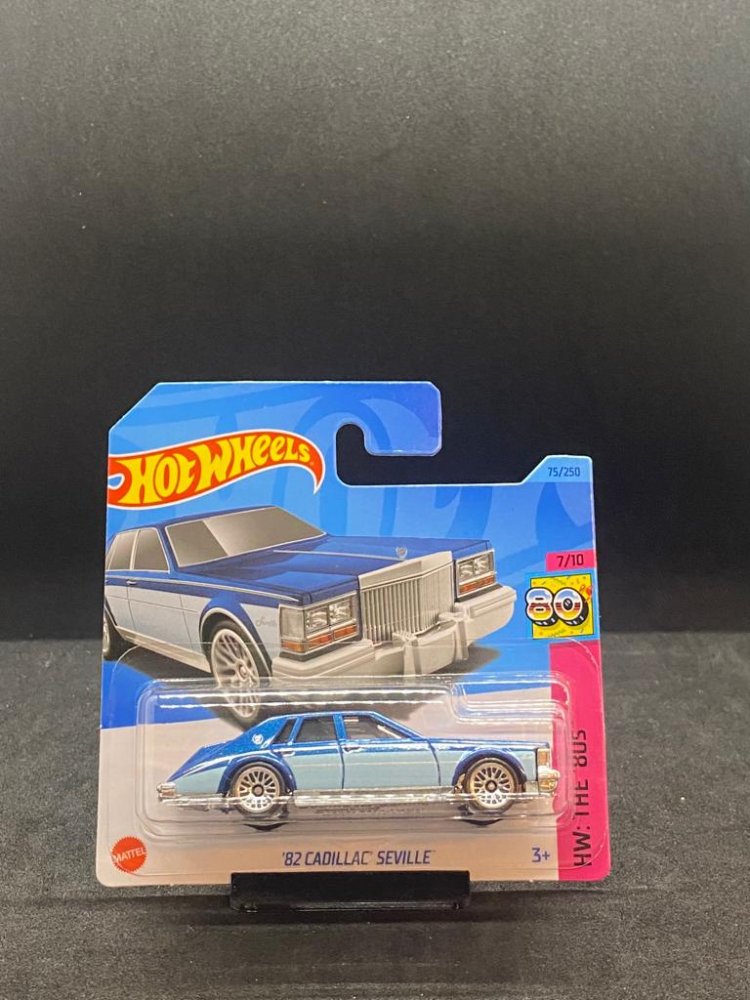 HOT WHEELS
75/250
7/10
80
HW: THE '80S
MATTEL
'82 CADILLAC SEVILLE
3+